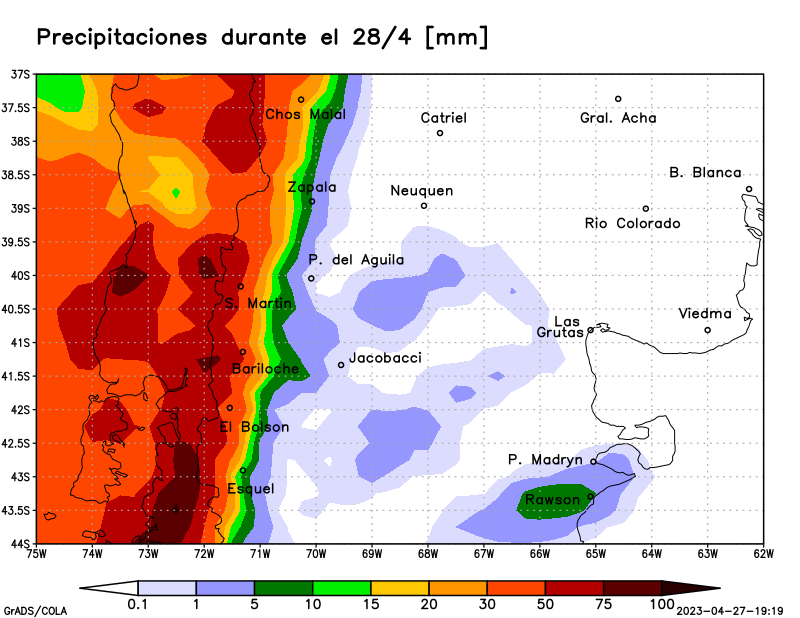 Precipitaciones durante el 28/4 [mm]
37S
37.5S
38S
38.5S
39S
39.5S
40S
40.5S
41S
41.5S
42S
42.5S
43S
43.5S
44S
Chos Malal
Catriel
Gral. Acha
B. Blanca
Zapala
Neuquen
Rio Colorado
P. del Aguila
S. Martin
Viedma
Las
Grutas
Jacobacci
Bariloche
El Bolson
P. Madryn
Esquel
Rawson
75W 74W 73W 72W 71W 70W 69W 68W 67W 66W 65W 64W 63W 62W
0.1 1 5 10 15 20 30 50 75 100
GrADS/COLA
2023-04-27-19:19